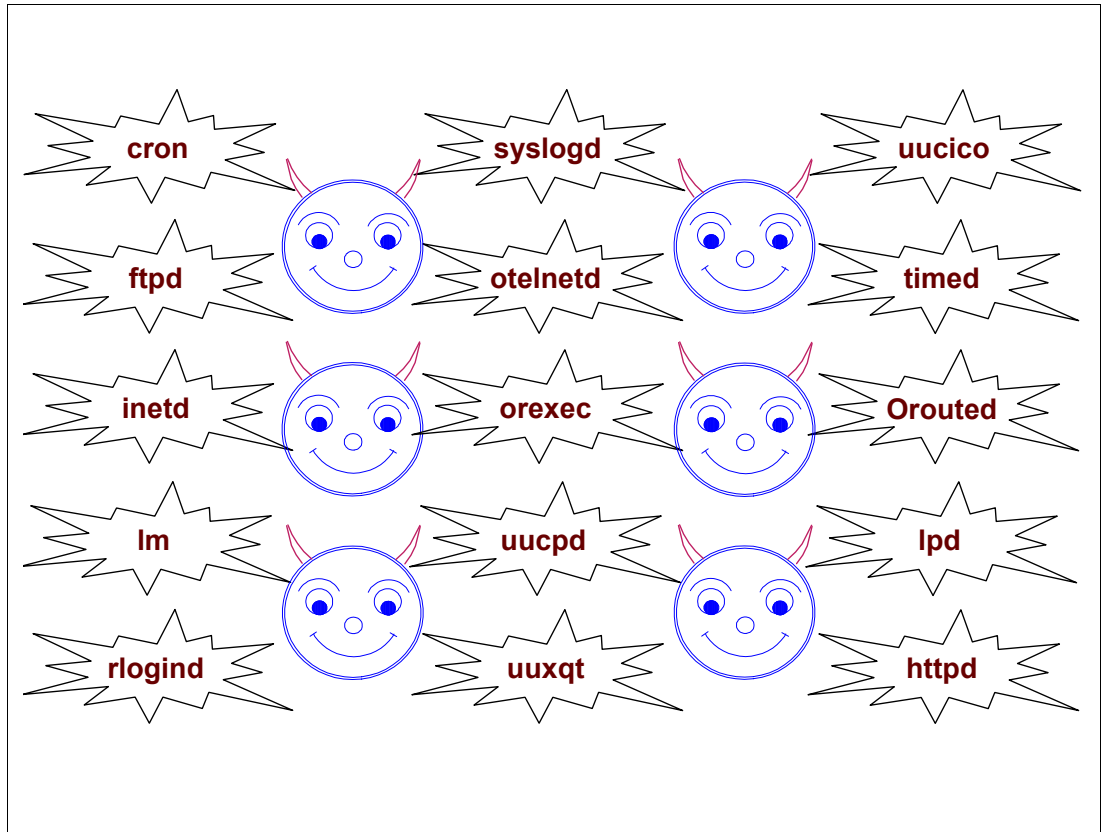 cron
syslogd
uucico
ftpd
otelnetd
timed
inetd
orexec
Orouted
lm
uucpd
lpd
rlogind
uuxqt
httpd